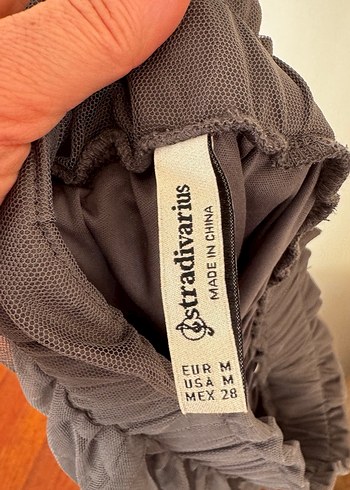 stradivarius
MADE IN CHINA
EUR M
USA M
MEX 28